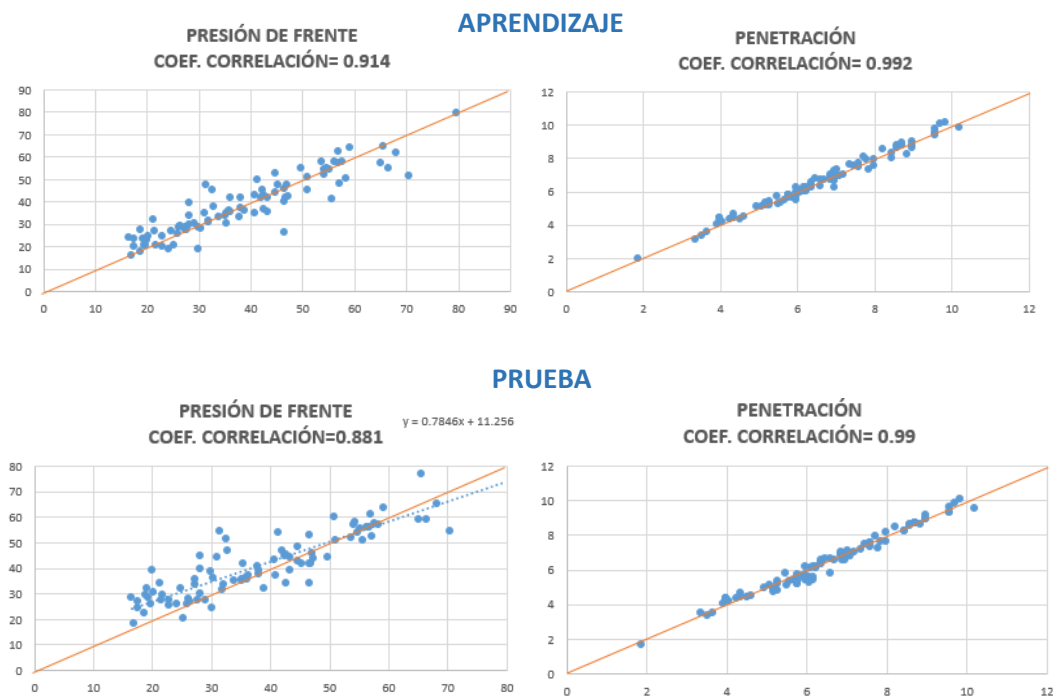 APRENDIZAJE
PRESIÓN DE FRENTE
COEF. CORRELACIÓN= 0.914
90
80
70
60
50
40
30
20
10
0
0 10 20 30 40 50 60 70 80 90
PENETRACIÓN
COEF. CORRELACIÓN= 0.992
12
10
8
6
4
2
0
0 2 4 6 8 10 12
PRUEBA
PRESIÓN DE FRENTE
COEF. CORRELACIÓN=0.881
y = 0.7846x + 11.256
80
70
60
50
40
30
20
10
0
0 10 20 30 40 50 60 70 80
PENETRACIÓN
COEF. CORRELACIÓN= 0.99
12
10
8
6
4
2
0
0 2 4 6 8 10 12